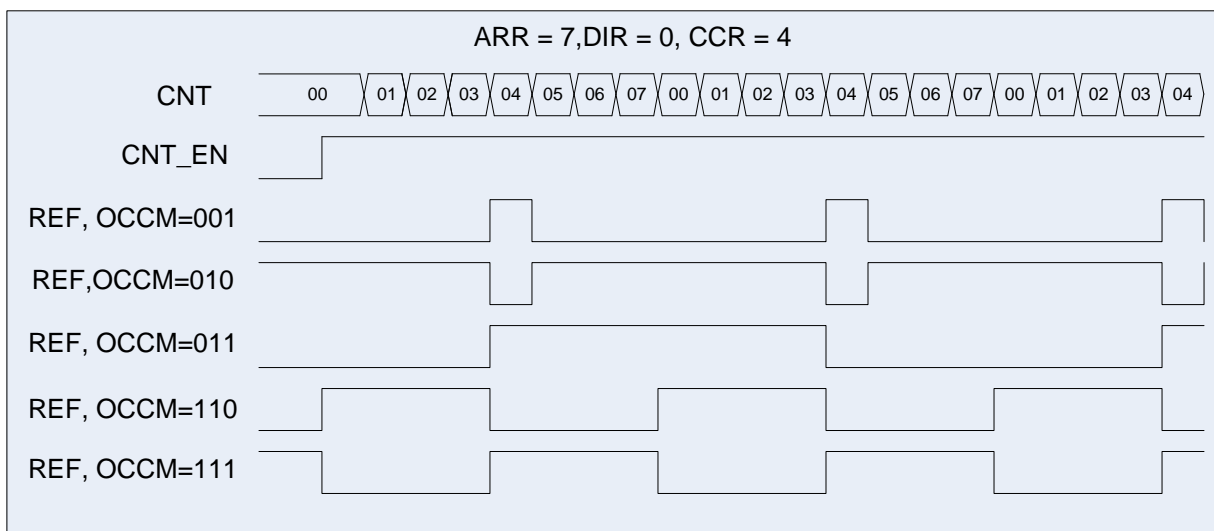 ARR = 7,DIR = 0, CCR = 4
CNT 00 01 02 03 04 05 06 07 00 01 02 03 04 05 06 07 00 01 02 03 04
CNT_EN
REF, OCCM=001
REF,OCCM=010
REF, OCCM=011
REF, OCCM=110
REF, OCCM=111